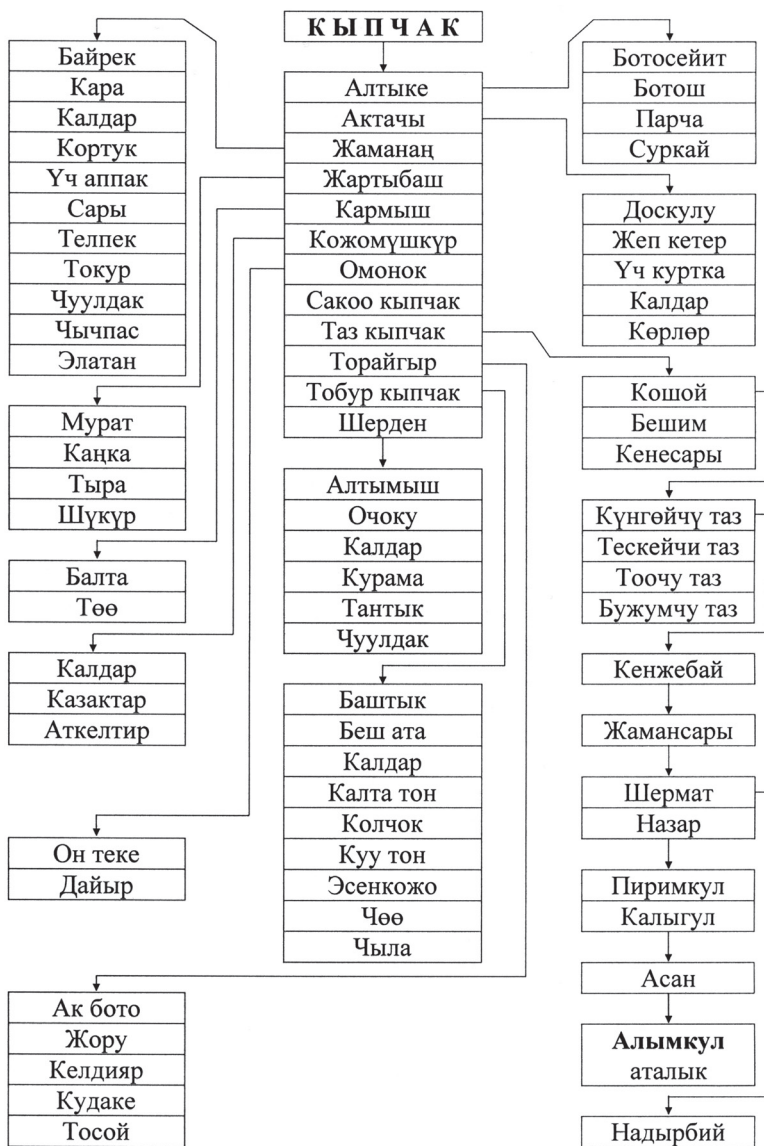 КЫПЧАК
Байрек
Кара
Калдар
Кортук
Үч аппак
Сары
Телпек
Токур
Чуулдак
Чычпас
Элатан
Мурат
Каңка
Тыра
Шүкүр
Балта
Төө
Калдар
Казактар
Аткелтир
Он теке
Дайыр
Ак бото
Жору
Келдияр
Кудаке
Тосой
Алтыке
Актачы
Жаманаң
Жартыбаш
Кармыш
Кожомүшкүр
Омонок
Сакоо кыпчак
Таз кыпчак
Торайгыр
Тобур кыпчак
Шерден
Алтымыш
Очоку
Калдар
Курама
Тантык
Чуулдак
Баштык
Беш ата
Калдар
Калта тон
Колчок
Куу тон
Эсенкожо
Чөө
Чыла
Ботосейит
Ботош
Парча
Суркай
Доскулу
Жеп кетер
Үч куртка
Калдар
Көрлөр
Кошой
Бешим
Кенесары
Күнгөйчү таз
Тескейчи таз
Тоочу таз
Бужумчу таз
Кенжебай
Жамансары
Шермат
Назар
Пиримкул
Калыгул
Асан
Алымкул
аталык
Надырбий